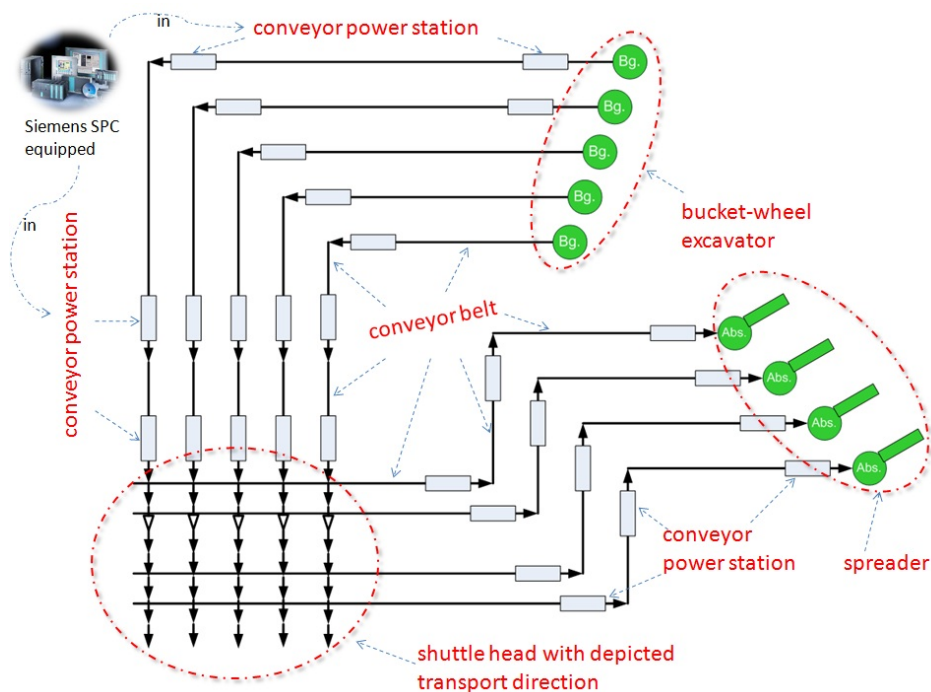 in
conveyor power station
Bg.
Bg.
Siemens SPC
equipped
Bg.
Bg.
bucket-wheel
excavator
in
conveyor power station
Bg.
conveyor belt
Abs.
Abs.
Abs.
Abs.
conveyor
power station
spreader
shuttle head with depicted
transport direction